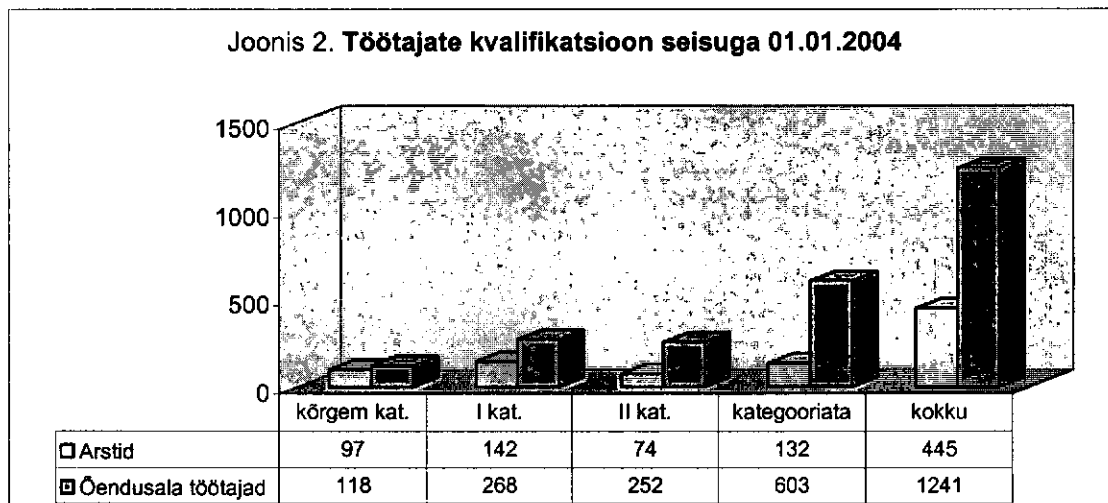 Joonis 2. Töötajate kvalifikatsioon seisuga 01.01.2004
1500
1000
500
0
kõrgem kat. I kat. II kat. kategooriata kokku
Arstid 97 142 74 132 445
Õendusala töötajad 118 268 252 603 1241